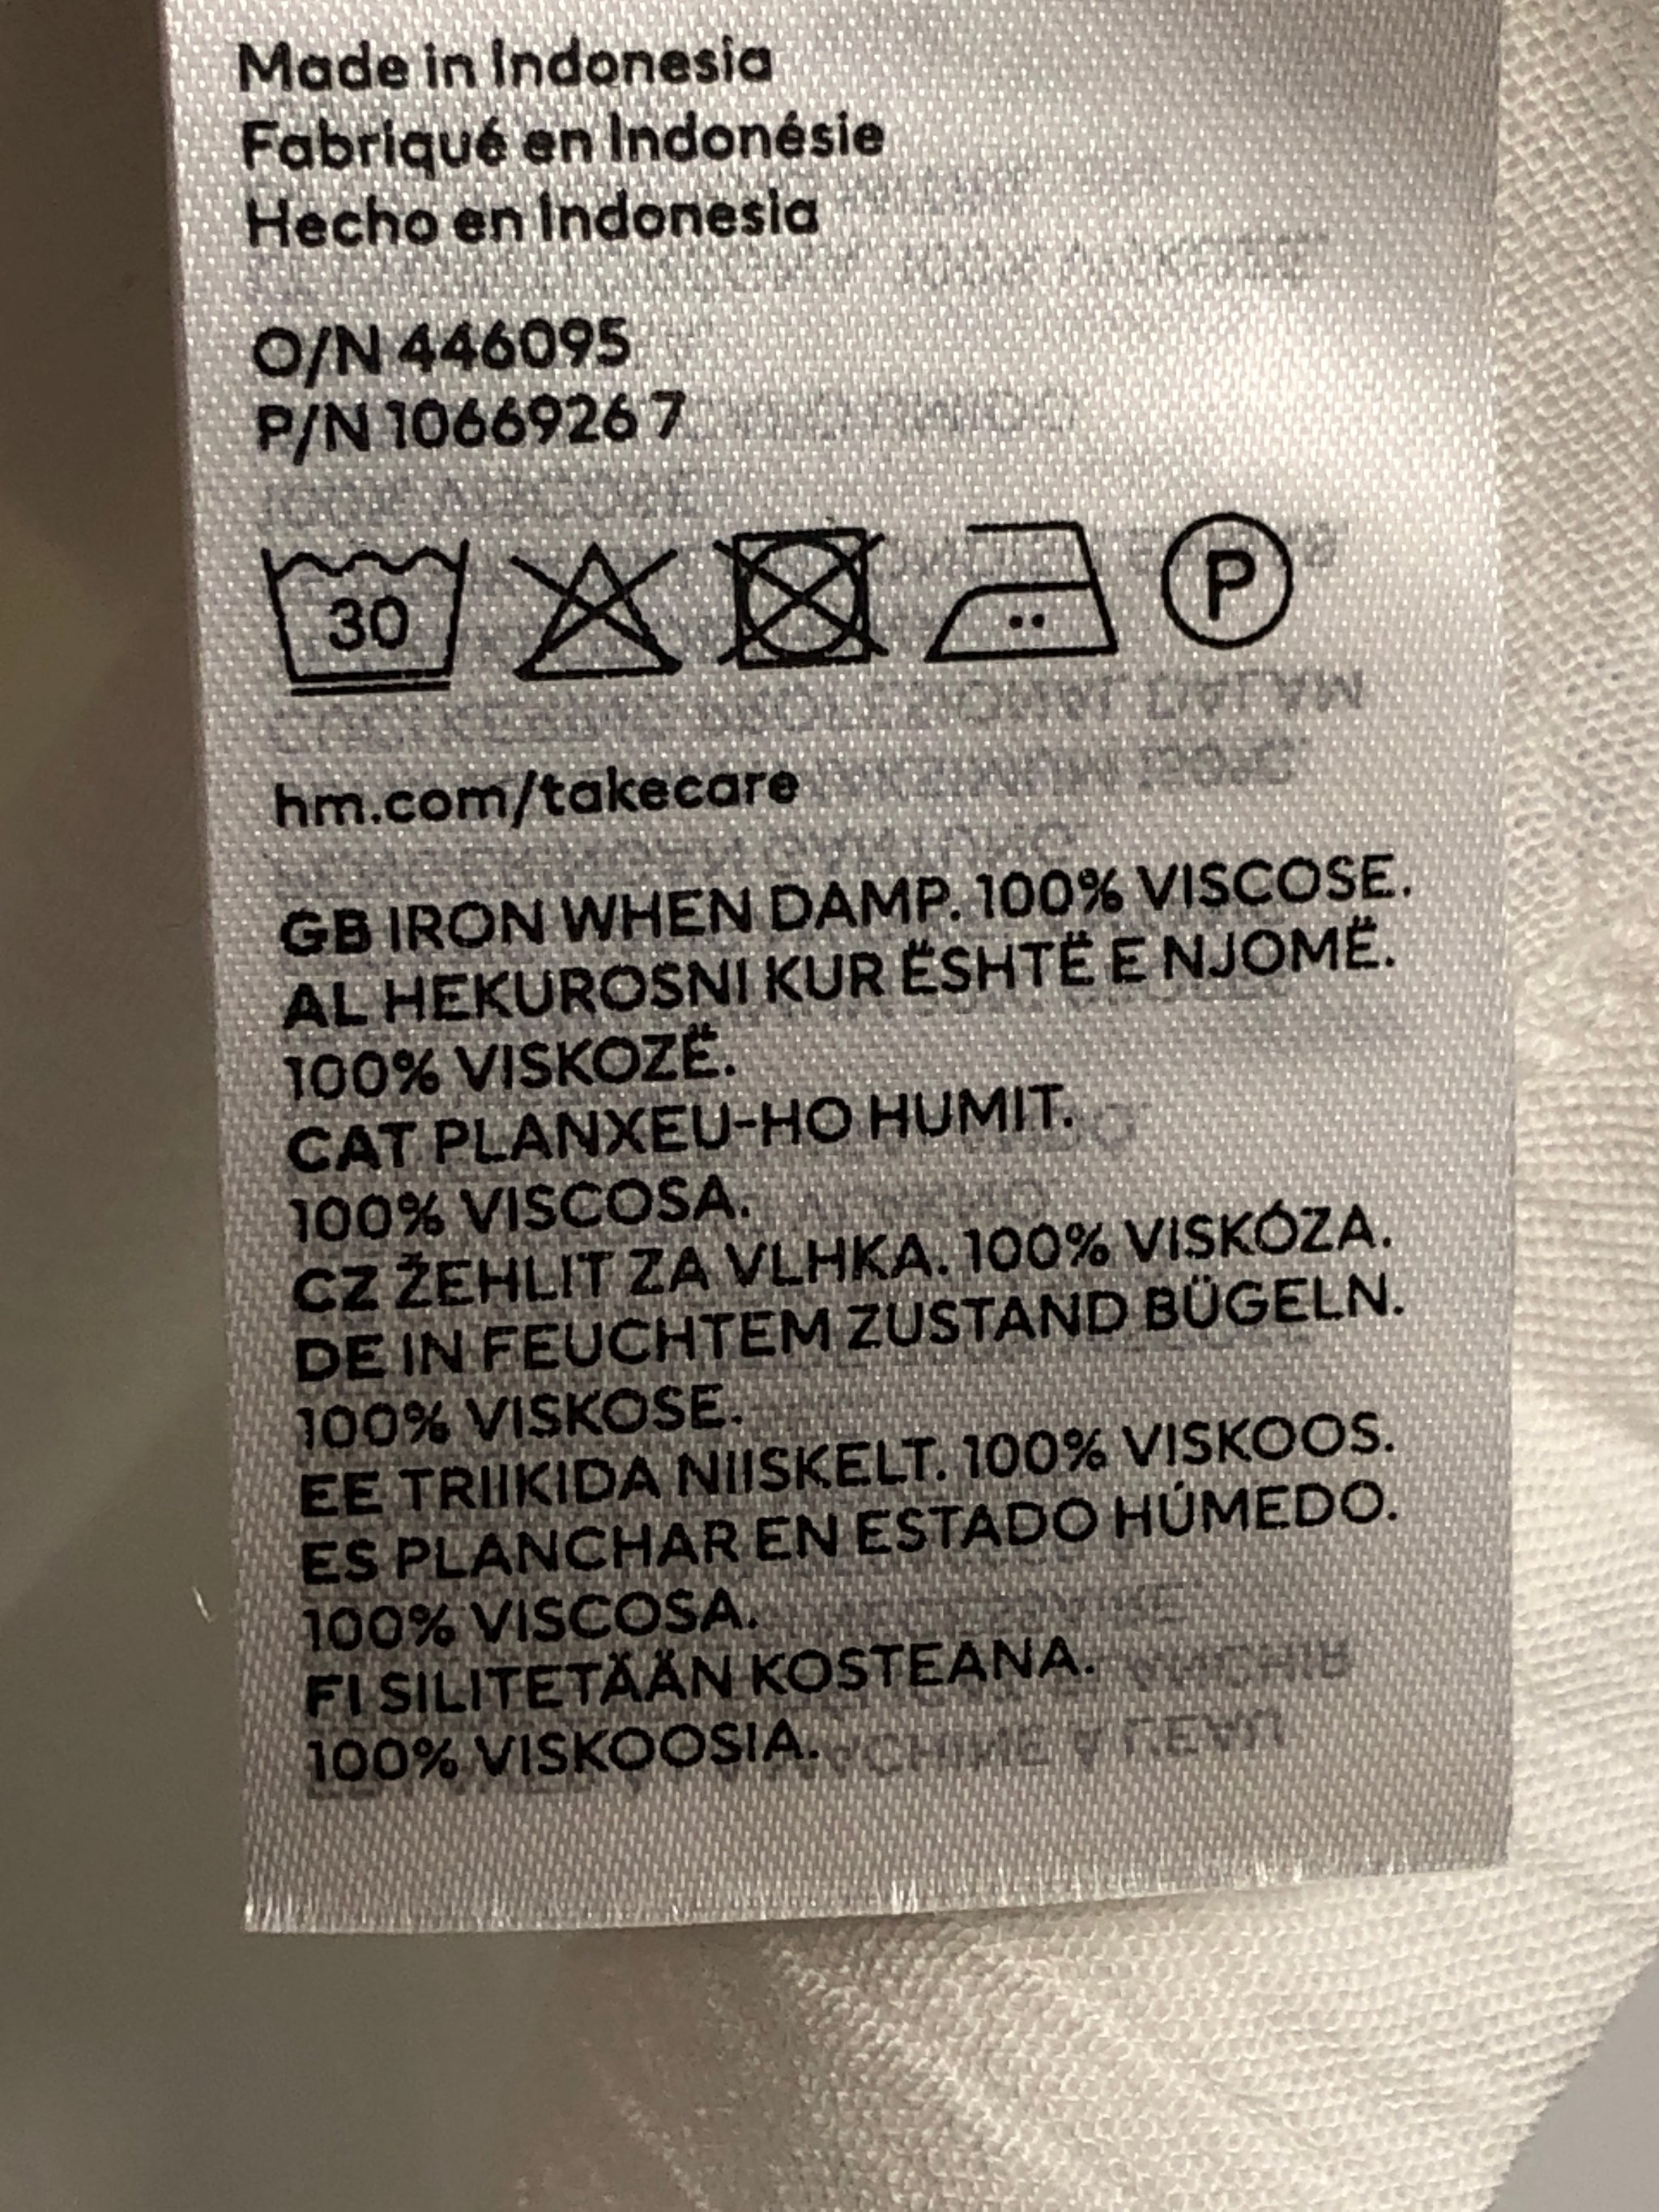 Made in Indonesia
Fabriqué en Indonésie
Hecho en Indonesia
O/N 446095
P/N 10669267
30
P
hm.com/takecare
GB IRON WHEN DAMP. 100% VISCOSE.
AL HEKUROSNI KUR ËSHTË E NJOMË.
100% VISKOZË.
CAT PLANXEU-HO HUMIT.
100% VISCOSA.
CZ ŽEHLIT ZA VLHKA. 100% VISKÓZA.
DE IN FEUCHTEM ZUSTAND BÜGELN.
100% VISKOSE.
EE TRIIKIDA NIISKELT. 100% VISKOOS.
ES PLANCHAR EN ESTADO HÚMEDO.
100% VISCOSA.
FI SILITETÄÄN KOSTEANA.
100% VISKOOSIA.